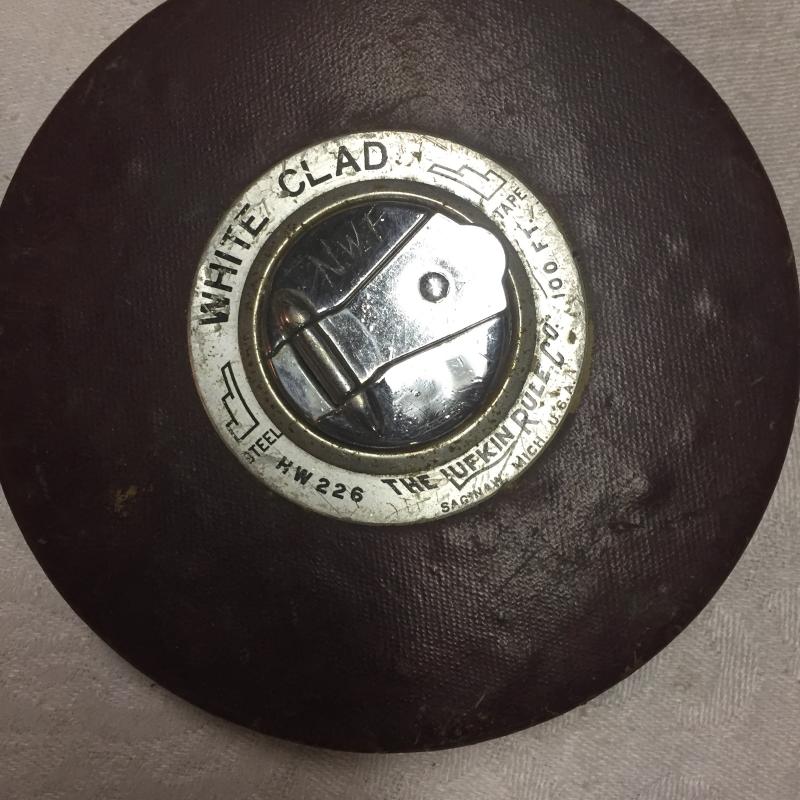 WHITE CLAD
100 FT. TAPE
STEEL
HW226
THE LUFKIN RULE CO.
SAGINAW, MICH. U.S.A.
N.W.F